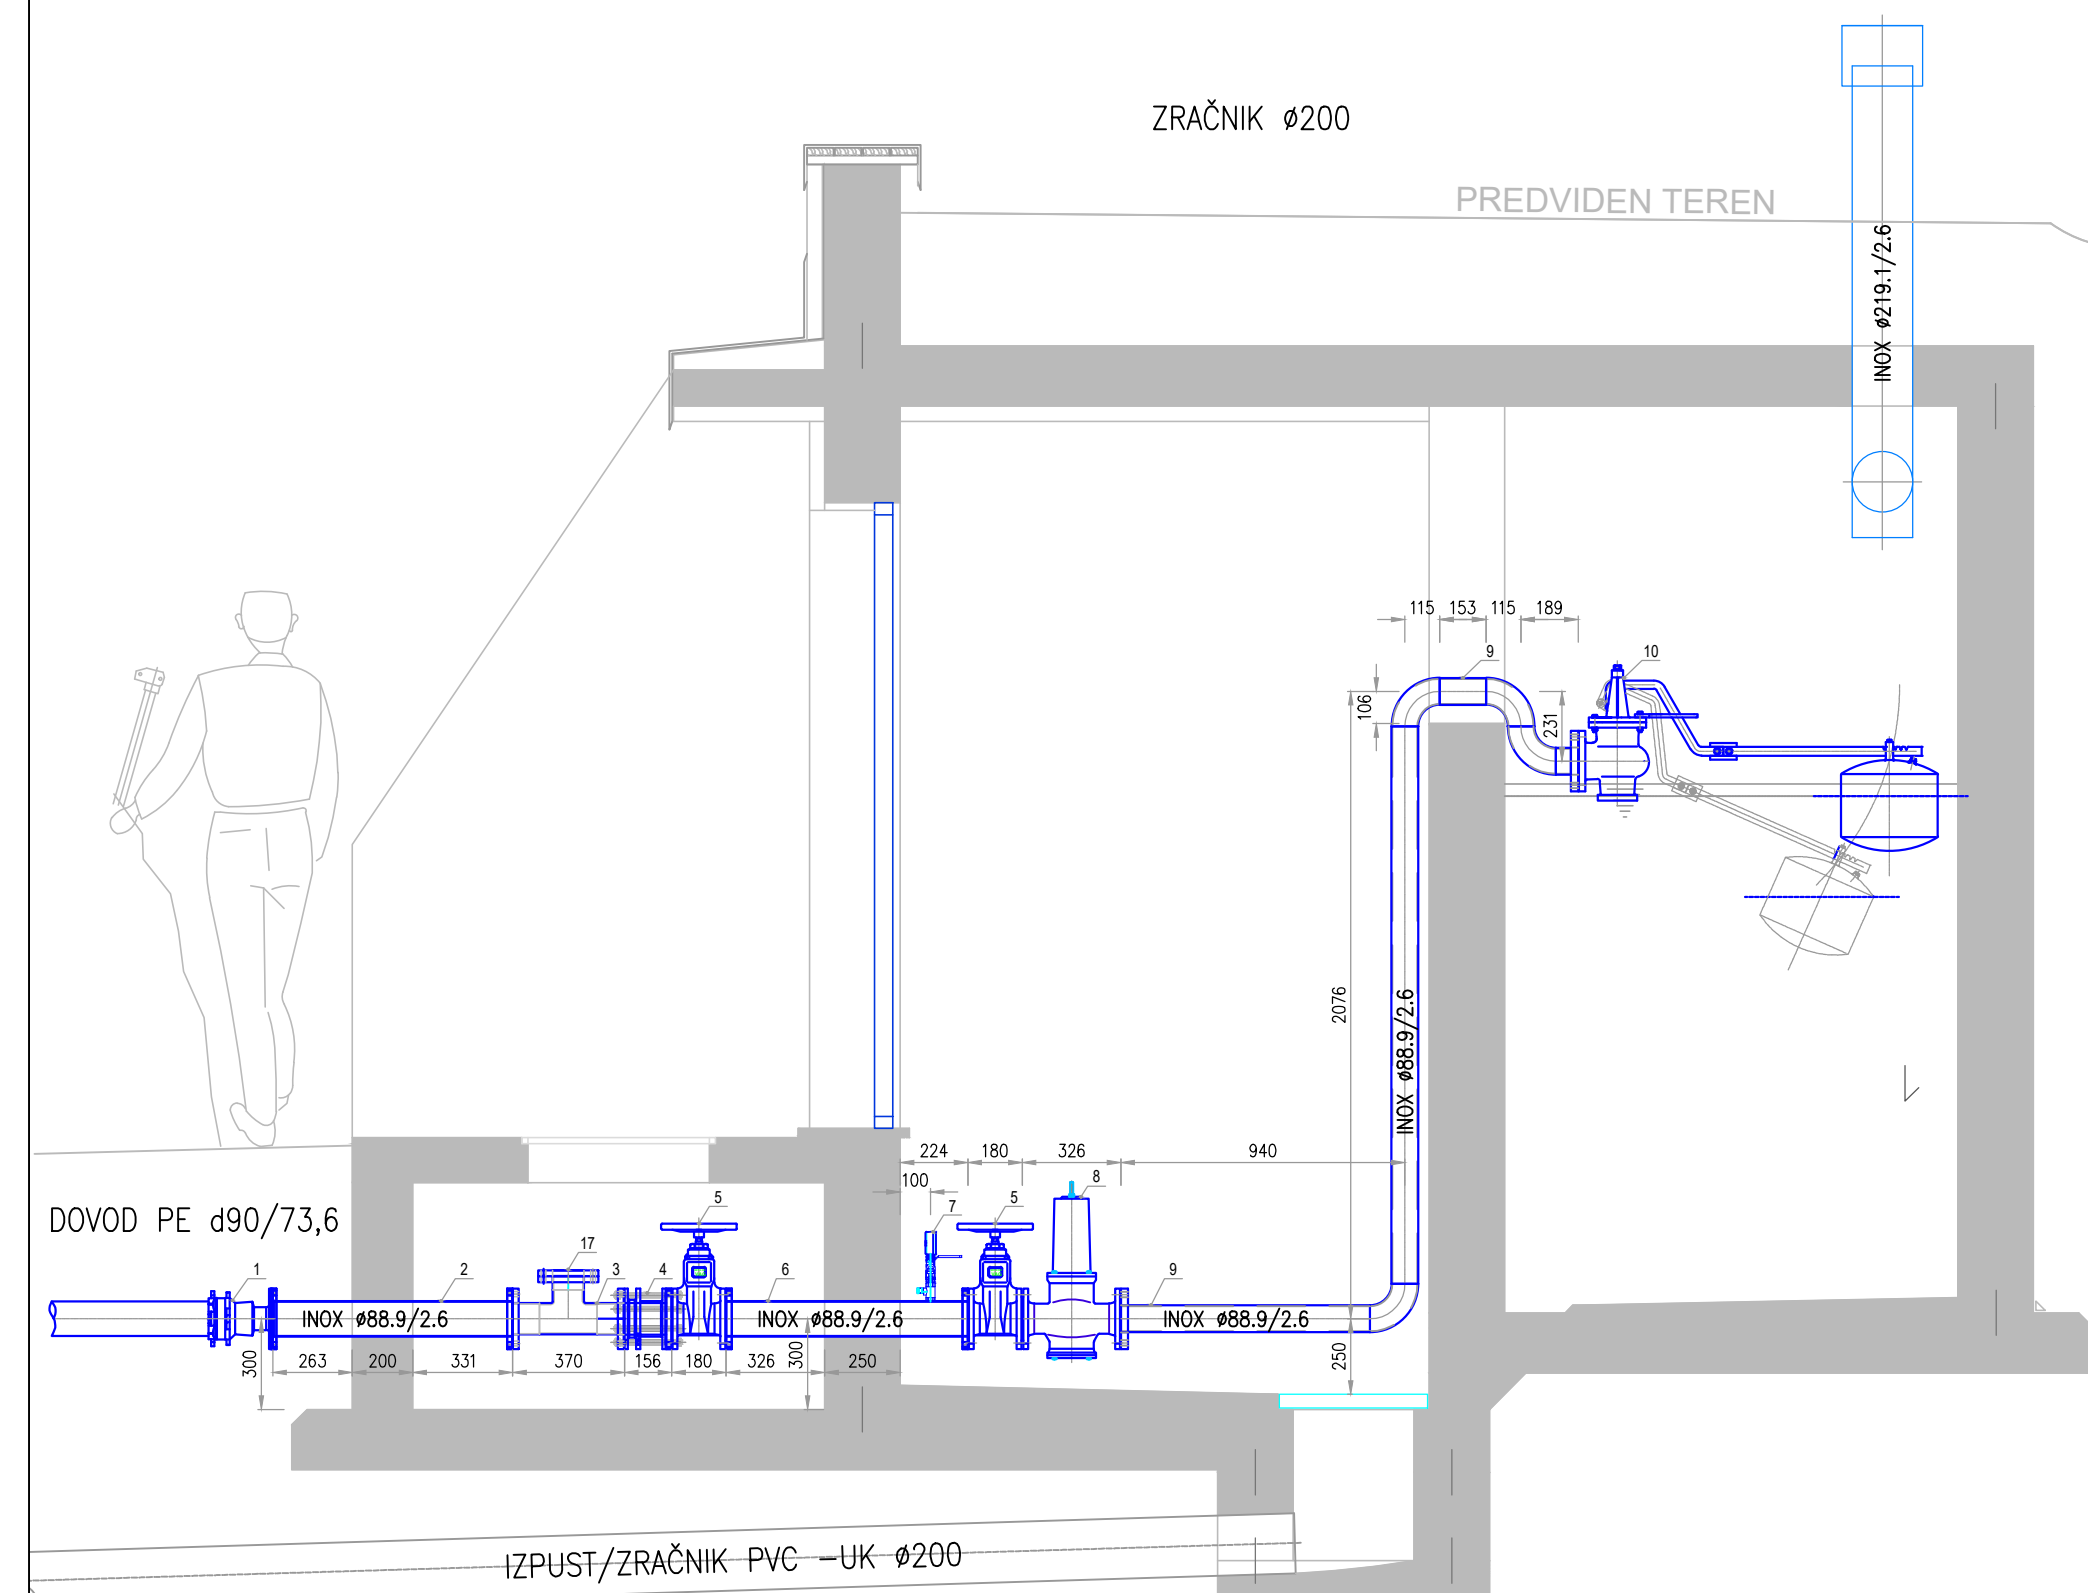 ZRAČNIK ø200
PREDVIDEN TEREN
INOX ø219.1/2.6
115 153 115 189
9
10
106
231
2076
INOX ø88.9/2.6
224 180 326 940
100
DOVOD PE d90/73,6
5
7
5
8
17
1
2
3
4
6
9
INOX ø88.9/2.6
INOX ø88.9/2.6
INOX ø88.9/2.6
300
263 200 331 370 156 180 326
300
250
250
IZPUST/ZRAČNIK PVC –UK ø200